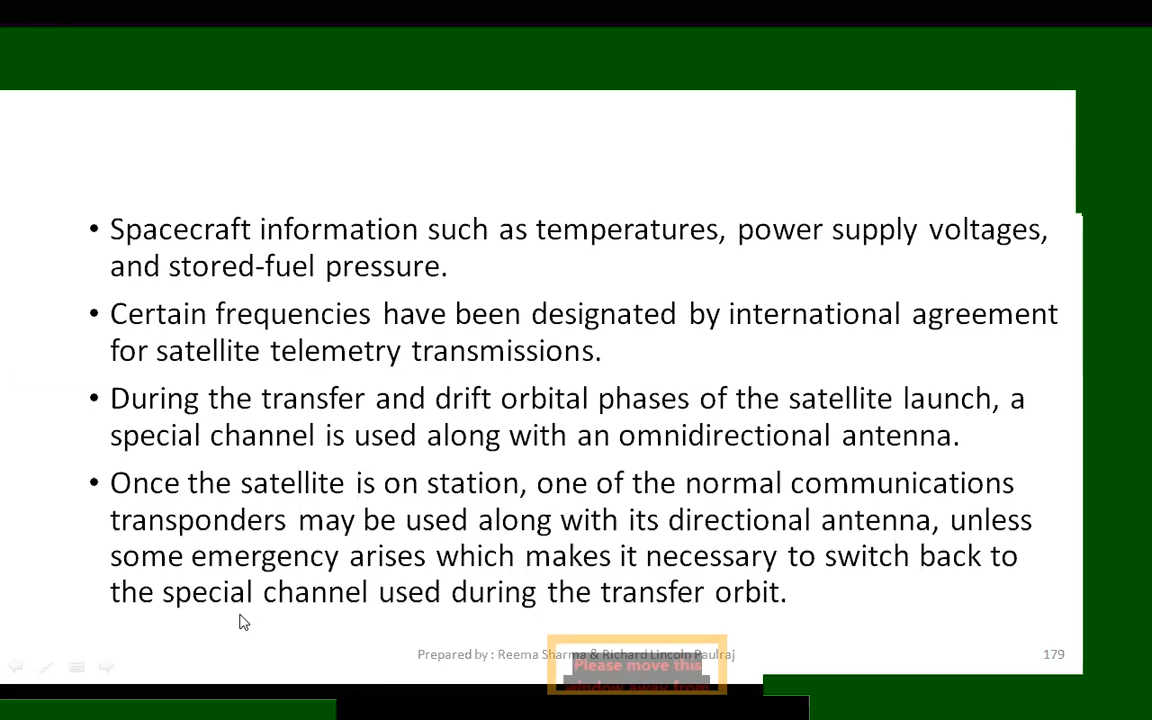 • Spacecraft information such as temperatures, power supply voltages,
and stored-fuel pressure.
• Certain frequencies have been designated by international agreement
for satellite telemetry transmissions.
• During the transfer and drift orbital phases of the satellite launch, a
special channel is used along with an omnidirectional antenna.
• Once the satellite is on station, one of the normal communications
transponders may be used along with its directional antenna, unless
some emergency arises which makes it necessary to switch back to
the special channel used during the transfer orbit.
Prepared by : Reema Sharma & Richard Lincoln Paulraj
179
Please move this
window away from